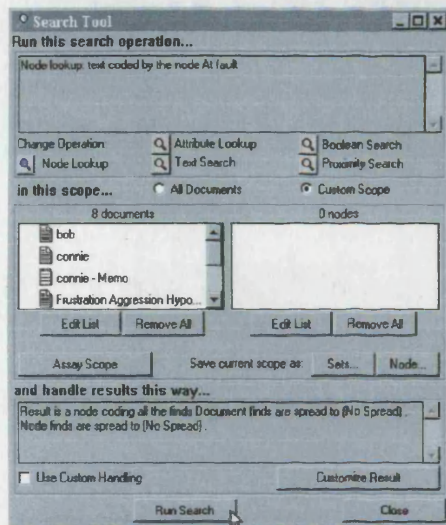 Search Tool
Run this search operation...
Node lookup: text coded by the node At fault
Change Operation:
Attribute Lookup
Boolean Search
Node Lookup
Text Search
Proximity Search
in this scope...
All Documents
Custom Scope
8 documents
0 nodes
bob
connie
connie - Memo
Frustration Aggression Hypo...
Edit List
Remove All
Edit List
Remove All
Assay Scope
Save current scope as:
Sets...
Node...
and handle results this way...
Result is a node coding all the finds Document finds are spread to (No Spread) .
Node finds are spread to (No Spread) .
Use Custom Handling
Customize Result
Run Search
Close